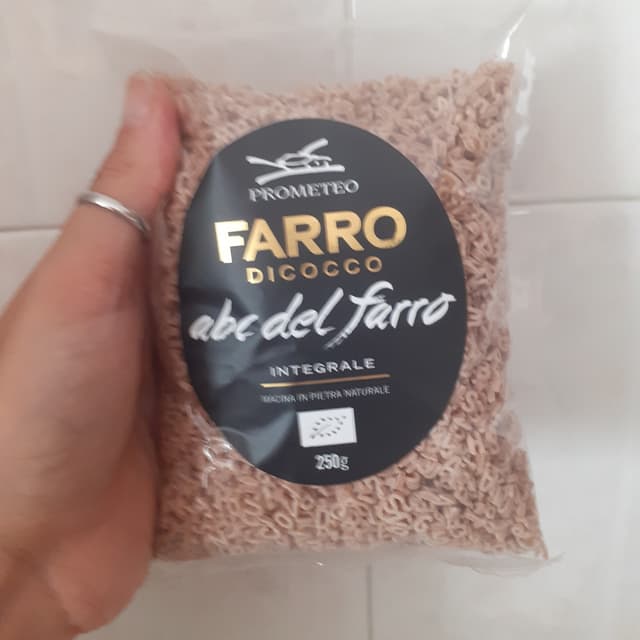 PROMETEO
FARRO
DICOCCO
abc del farro
INTEGRALE
MACINA IN PIETRA NATURALE
250g